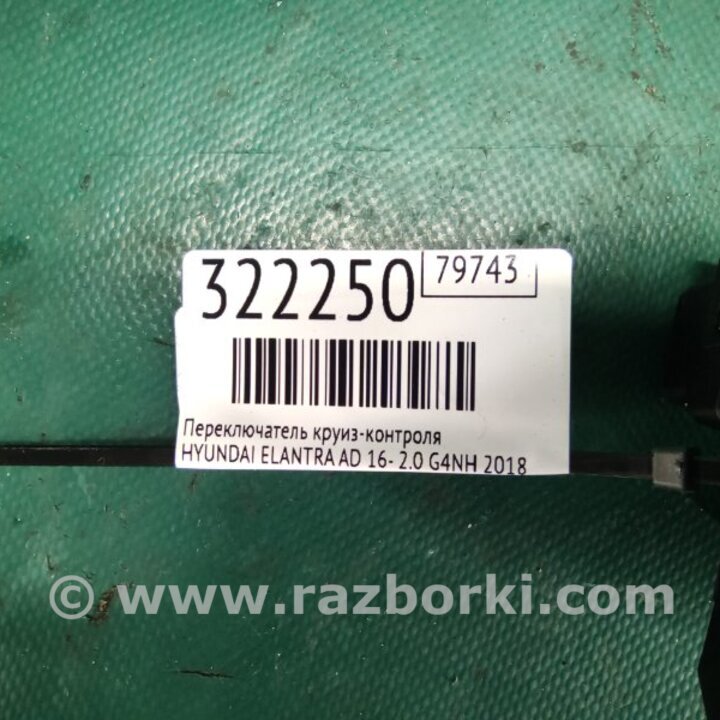 322250
79743
Переключатель круиз-контроля
HYUNDAI ELANTRA AD 16- 2.0 G4NH 2018
© www.razborki.com